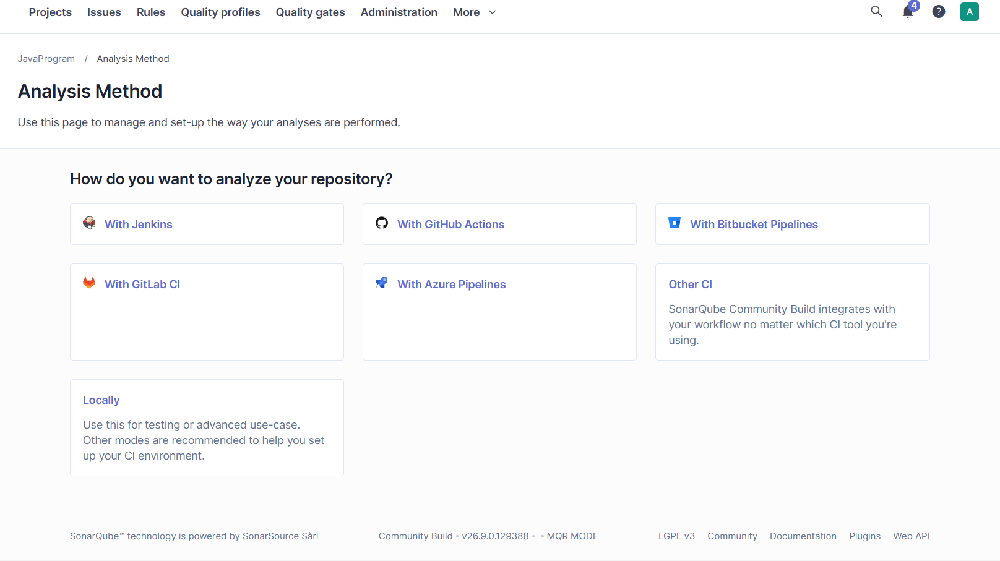 Projects Issues Rules Quality profiles Quality gates Administration More 4 ? A
JavaProgram / Analysis Method
Analysis Method
Use this page to manage and set-up the way your analyses are performed.
How do you want to analyze your repository?
With Jenkins
With GitHub Actions
With Bitbucket Pipelines
With GitLab CI
With Azure Pipelines
Other CI
SonarQube Community Build integrates with
your workflow no matter which CI tool you're
using.
Locally
Use this for testing or advanced use-case.
Other modes are recommended to help you set
up your CI environment.
SonarQube™ technology is powered by SonarSource Sàrl
Community Build • v26.9.0.129388 • • MQR MODE
LGPL v3 Community Documentation Plugins Web API